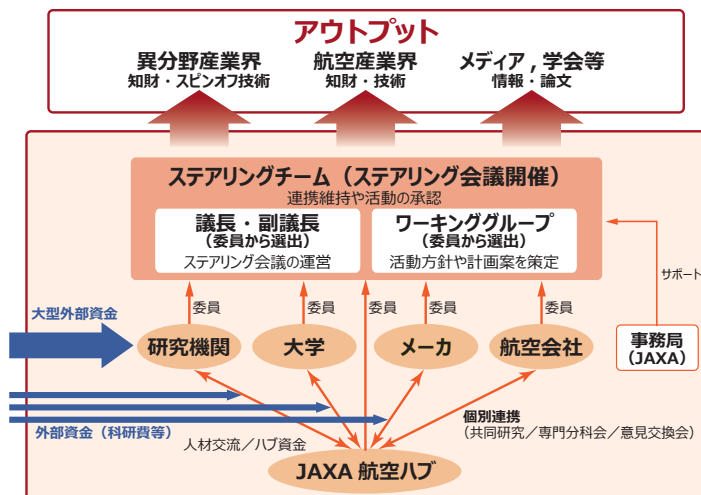 アウトプット
異分野産業界
知財・スピンオフ技術
航空産業界
知財・技術
メディア , 学会等
情報・論文
ステアリングチーム（ステアリング会議開催）
連携維持や活動の承認
議長・副議長
（委員から選出）
ステアリング会議の運営
ワーキンググループ
（委員から選出）
活動方針や計画案を策定
サポート
委員
委員
委員
委員
委員
大型外部資金
研究機関
大学
メーカ
航空会社
事務局
（JAXA）
外部資金（科研費等）
人材交流／ハブ資金
個別連携
（共同研究／専門分科会／意見交換会）
JAXA 航空ハブ